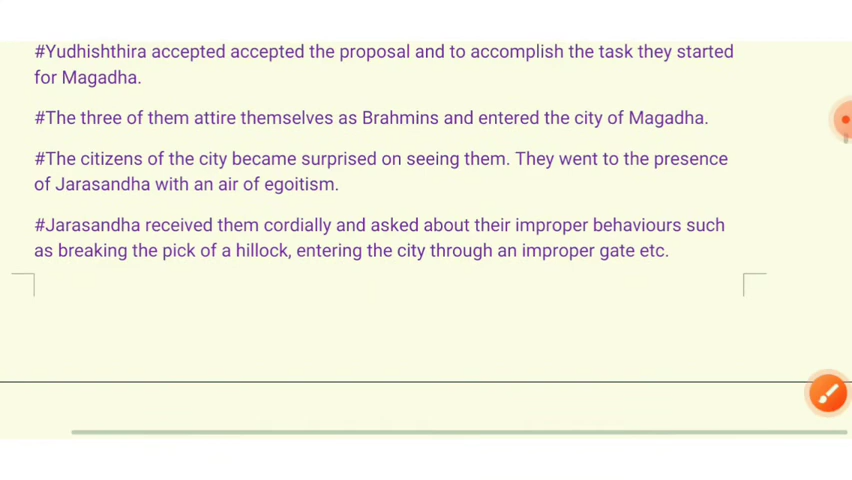 #Yudhishthira accepted accepted the proposal and to accomplish the task they started
for Magadha.
#The three of them attire themselves as Brahmins and entered the city of Magadha.
#The citizens of the city became surprised on seeing them. They went to the presence
of Jarasandha with an air of egoitism.
#Jarasandha received them cordially and asked about their improper behaviours such
as breaking the pick of a hillock, entering the city through an improper gate etc.